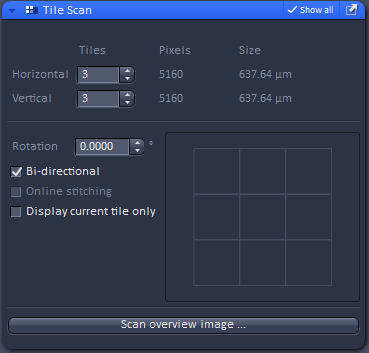 Tile Scan
Show all
Tiles Pixels Size
Horizontal 3 5160 637.64 µm
Vertical 3 5160 637.64 µm
Rotation 0.0000 °
Bi-directional
Online stitching
Display current tile only
Scan overview image ...